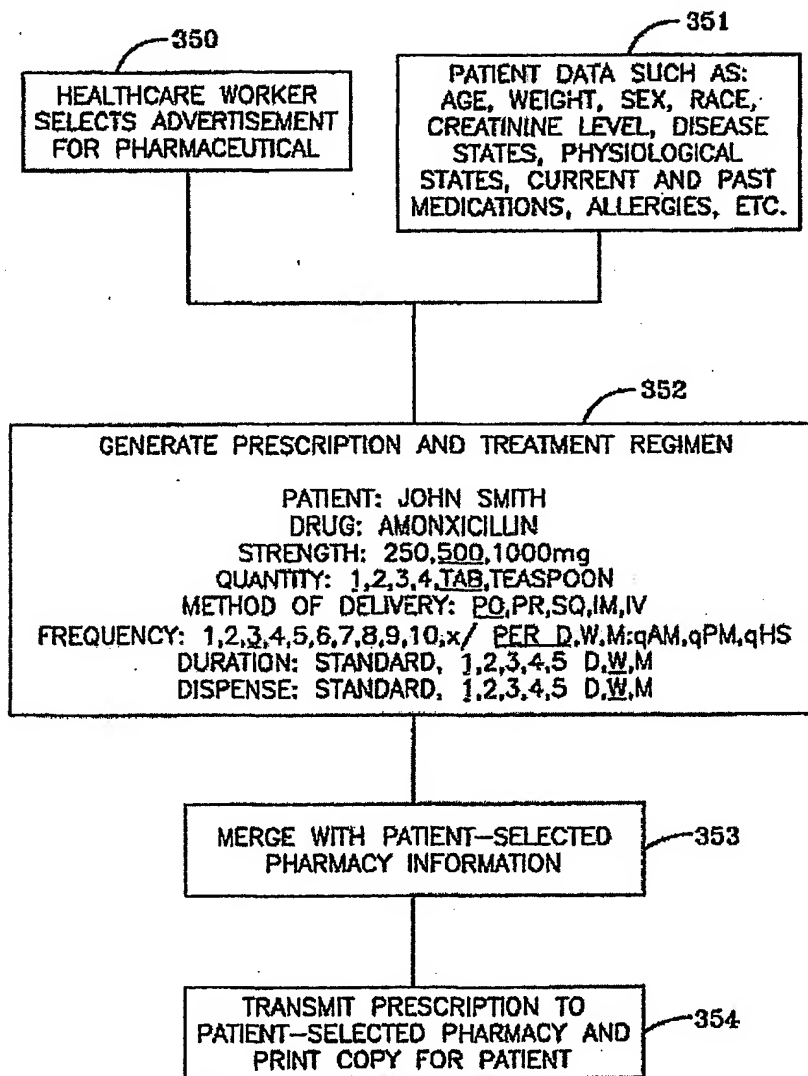 350
HEALTHCARE WORKER
SELECTS ADVERTISEMENT
FOR PHARMACEUTICAL
351
PATIENT DATA SUCH AS:
AGE, WEIGHT, SEX, RACE,
CREATININE LEVEL, DISEASE
STATES, PHYSIOLOGICAL
STATES, CURRENT AND PAST
MEDICATIONS, ALLERGIES, ETC.
352
GENERATE PRESCRIPTION AND TREATMENT REGIMEN
PATIENT: JOHN SMITH
DRUG: AMONXICILLIN
STRENGTH: 250,500,1000mg
QUANTITY: 1,2,3,4,TAB,TEASPOON
METHOD OF DELIVERY: PO,PR,SQ,IM,IV
FREQUENCY: 1,2,3,4,5,6,7,8,9,10,x/ PER D,W,M:qAM,qPM,qHS
DURATION: STANDARD, 1,2,3,4,5 D,W,M
DISPENSE: STANDARD, 1,2,3,4,5 D,W,M
353
MERGE WITH PATIENT-SELECTED
PHARMACY INFORMATION
354
TRANSMIT PRESCRIPTION TO
PATIENT-SELECTED PHARMACY AND
PRINT COPY FOR PATIENT